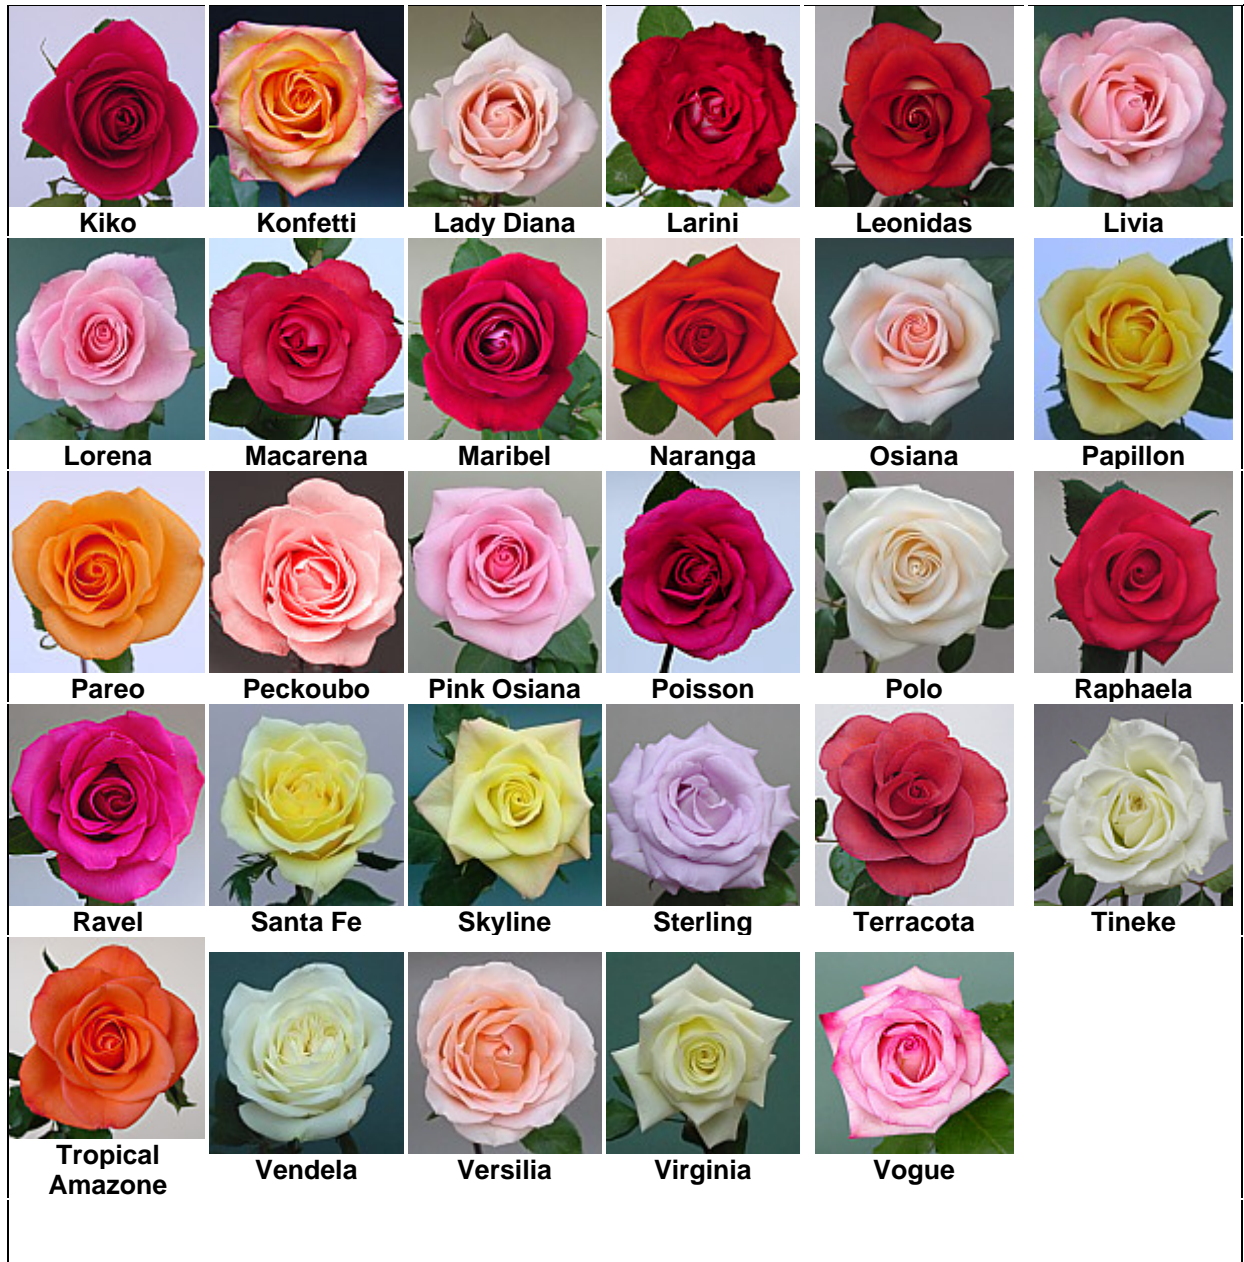 Kiko
Konfetti
Lady Diana
Larini
Leonidas
Livia
Lorena
Macarena
Maribel
Naranga
Osiana
Papillon
Pareo
Peckoubo
Pink Osiana
Poisson
Polo
Raphaela
Ravel
Santa Fe
Skyline
Sterling
Terracota
Tineke
Tropical
Amazone
Vendela
Versilia
Virginia
Vogue